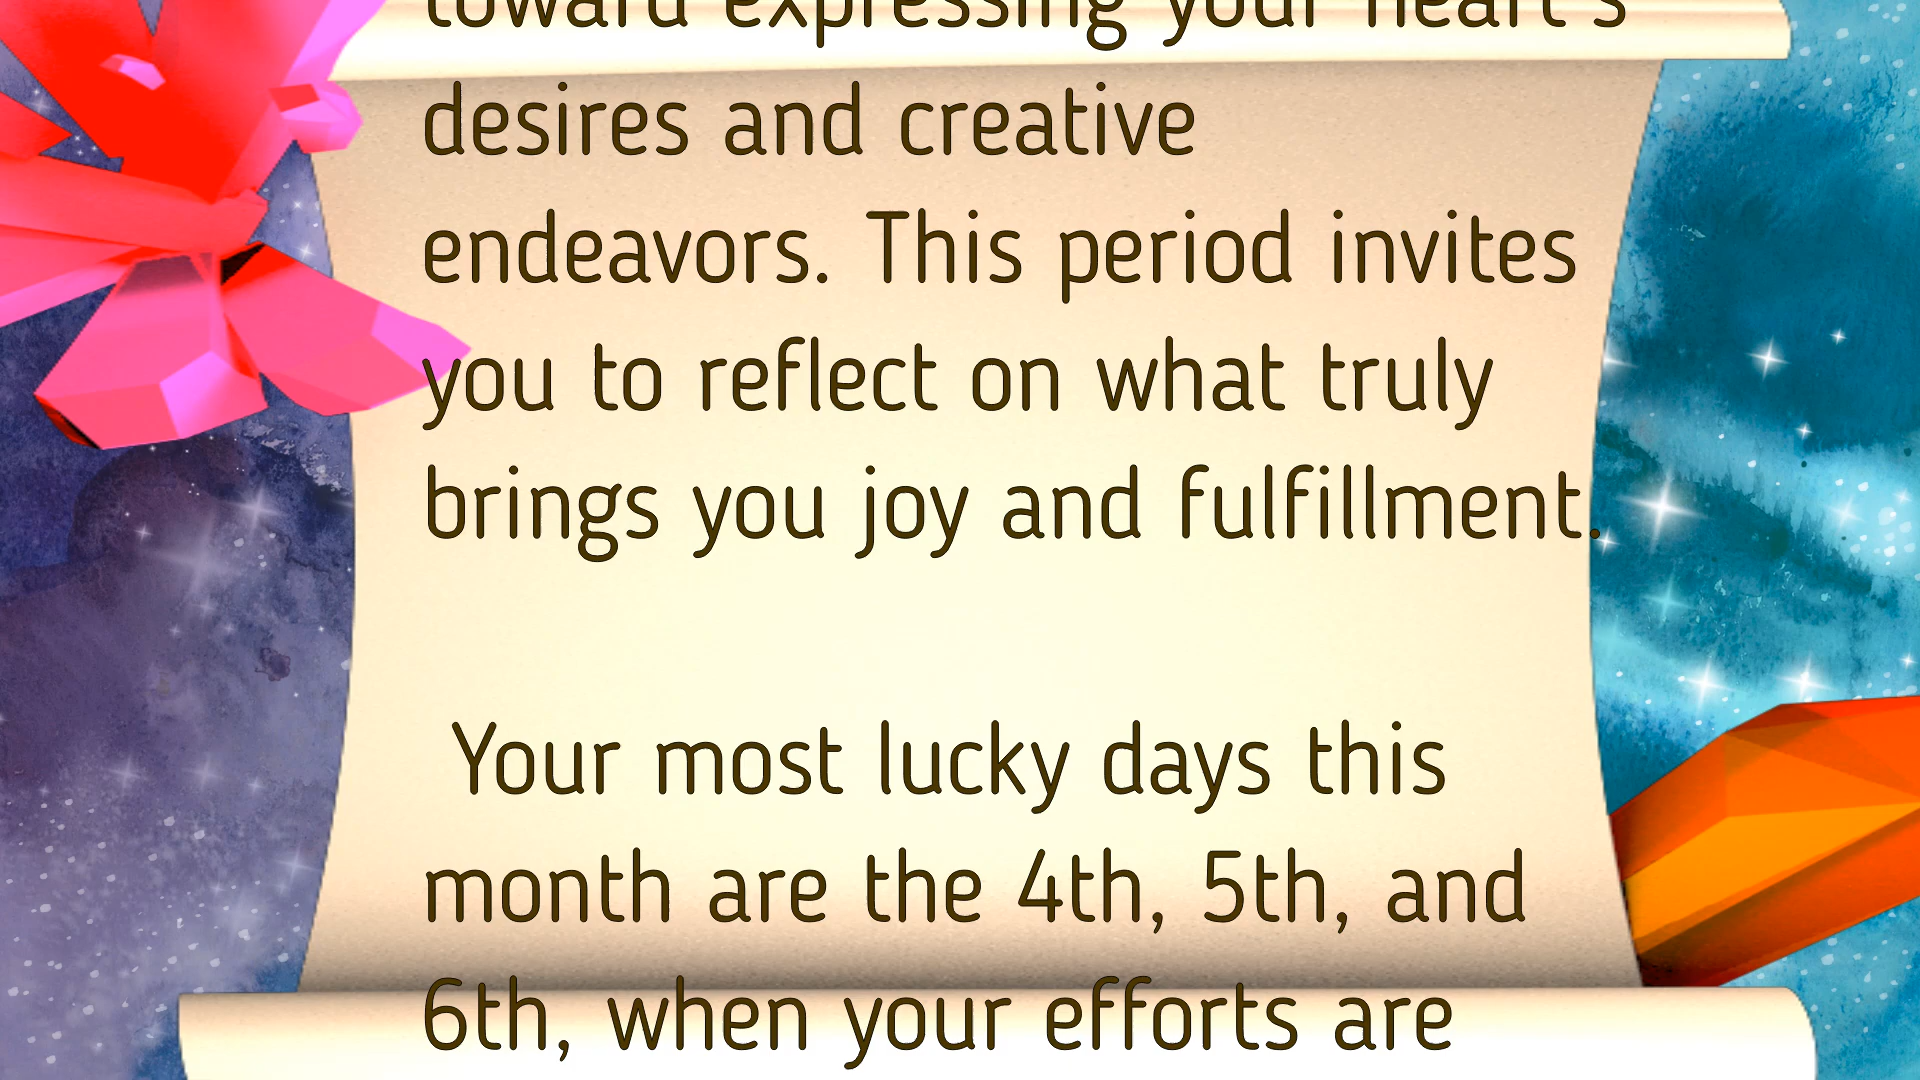 toward expressing your heart's
desires and creative
endeavors. This period invites
you to reflect on what truly
brings you joy and fulfillment.
Your most lucky days this
month are the 4th, 5th, and
6th, when your efforts are